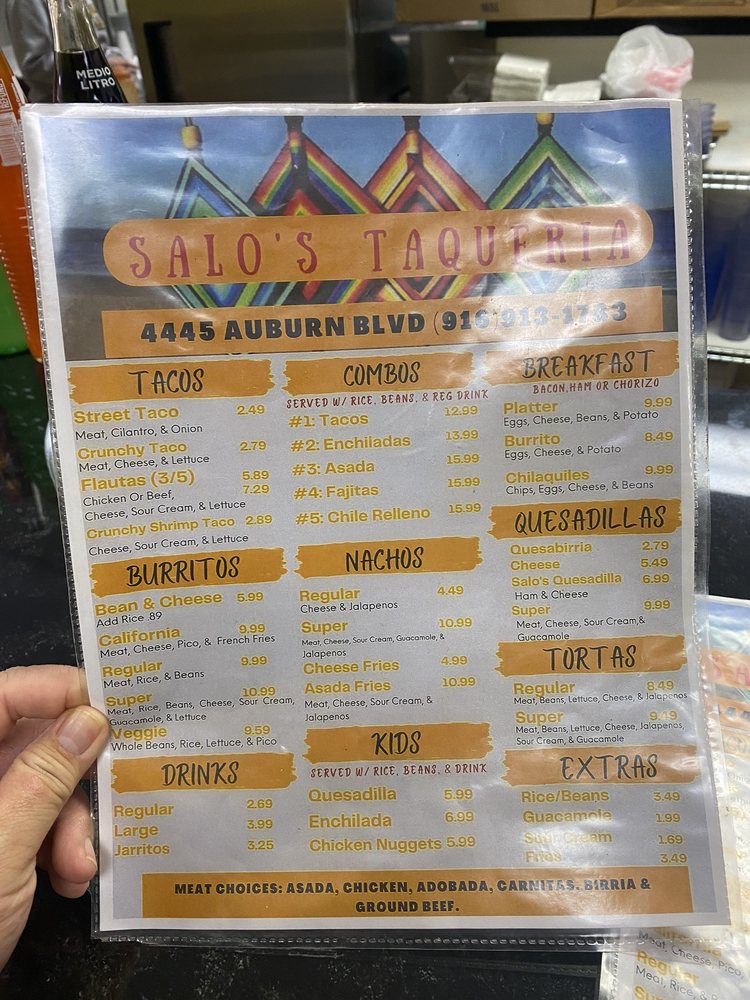 MEDIO
LITRO
SALO'S TAQUERIA
4445 AUBURN BLVD (916)913-1783
TACOS
Street Taco 2.49
Meat, Cilantro, & Onion
Crunchy Taco 2.79
Meat, Cheese, & Lettuce
Flautas (3/5) 5.89
Chicken Or Beef, 7.29
Cheese, Sour Cream, & Lettuce
Crunchy Shrimp Taco 2.89
Cheese, Sour Cream, & Lettuce
BURRITOS
Bean & Cheese 5.99
Add Rice .89
California 9.99
Meat, Cheese, Pico, & French Fries
Regular 9.99
Meat, Rice, & Beans
Super 10.99
Meat, Rice, Beans, Cheese, Sour Cream,
Guacamole, & Lettuce
Veggie 9.59
Whole Beans, Rice, Lettuce, & Pico
DRINKS
Regular 2.69
Large 3.99
Jarritos 3.25
COMBOS
SERVED W/ RICE, BEANS, & REG DRINK
#1: Tacos 12.99
#2: Enchiladas 13.99
#3: Asada 15.99
#4: Fajitas 15.99
#5: Chile Relleno 15.99
NACHOS
Regular 4.49
Cheese & Jalapenos
Super 10.99
Meat, Cheese, Sour Cream, Guacamole, &
Jalapenos
Cheese Fries 4.99
Asada Fries 10.99
Meat, Cheese, Sour Cream, &
Jalapenos
KIDS
SERVED W/ RICE, BEANS, & DRINK
Quesadilla 5.99
Enchilada 6.99
Chicken Nuggets 5.99
BREAKFAST
BACON,HAM OR CHORIZO
Platter 9.99
Eggs, Cheese, Beans, & Potato
Burrito 8.49
Eggs, Cheese, & Potato
Chilaquiles 9.99
Chips, Eggs, Cheese, & Beans
QUESADILLAS
Quesabirria 2.79
Cheese 5.49
Salo's Quesadilla 6.99
Ham & Cheese
Super 9.99
Meat, Cheese, Sour Cream,&
Guacamole
TORTAS
Regular 8.49
Meat, Beans, Lettuce, Cheese, & Jalapenos
Super 9.49
Meat, Beans, Lettuce, Cheese, Jalapenos,
Sour Cream, & Guacamole
EXTRAS
Rice/Beans 3.49
Guacamole 1.99
Sour Cream 1.69
Fries 3.49
MEAT CHOICES: ASADA, CHICKEN, ADOBADA, CARNITAS. BIRRIA &
GROUND BEEF.
Meat, Cheese, Pico,
Regular
Meat, Rice, &